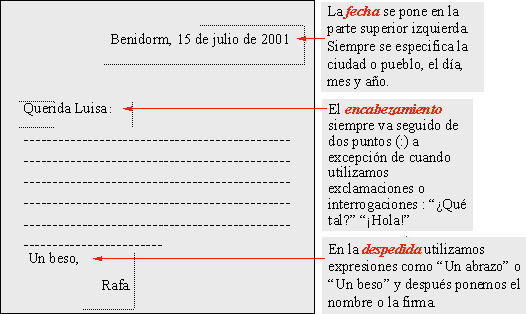 Benidorm, 15 de julio de 2001
Querida Luisa:
Un beso,
Rafa
La fecha se pone en la
parte superior izquierda.
Siempre se especifica la
ciudad o pueblo, el día,
mes y año.
El encabezamiento
siempre va seguido de
dos puntos (:) a
excepción de cuando
utilizamos
exclamaciones o
interrogaciones : “¿Qué
tal?” “¡Hola!”
En la despedida utilizamos
expresiones como “Un abrazo” o
“Un beso” y después ponemos el
nombre o la firma.